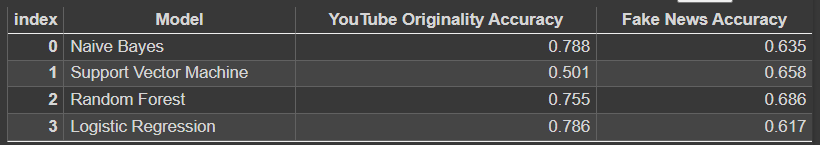 index Model YouTube Originality Accuracy Fake News Accuracy
0 Naive Bayes 0.788 0.635
1 Support Vector Machine 0.501 0.658
2 Random Forest 0.755 0.686
3 Logistic Regression 0.786 0.617